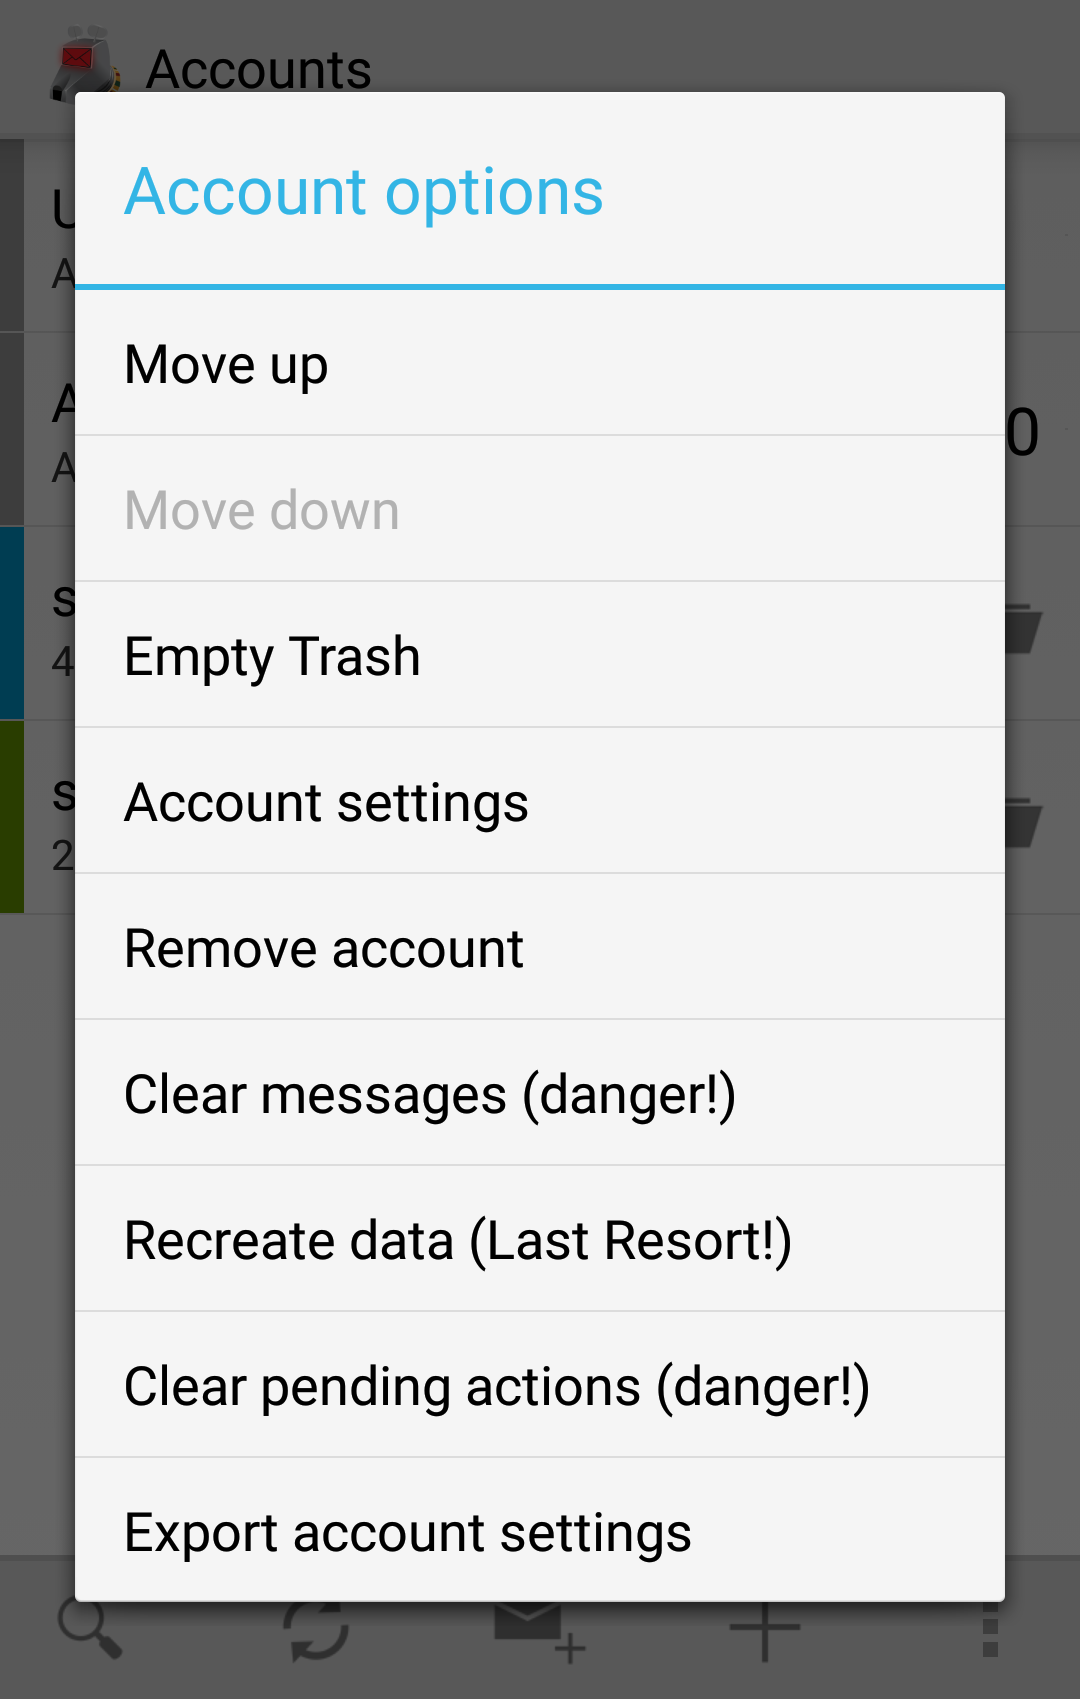 Accounts
Account options
Move up
Move down
Empty Trash
Account settings
Remove account
Clear messages (danger!)
Recreate data (Last Resort!)
Clear pending actions (danger!)
Export account settings